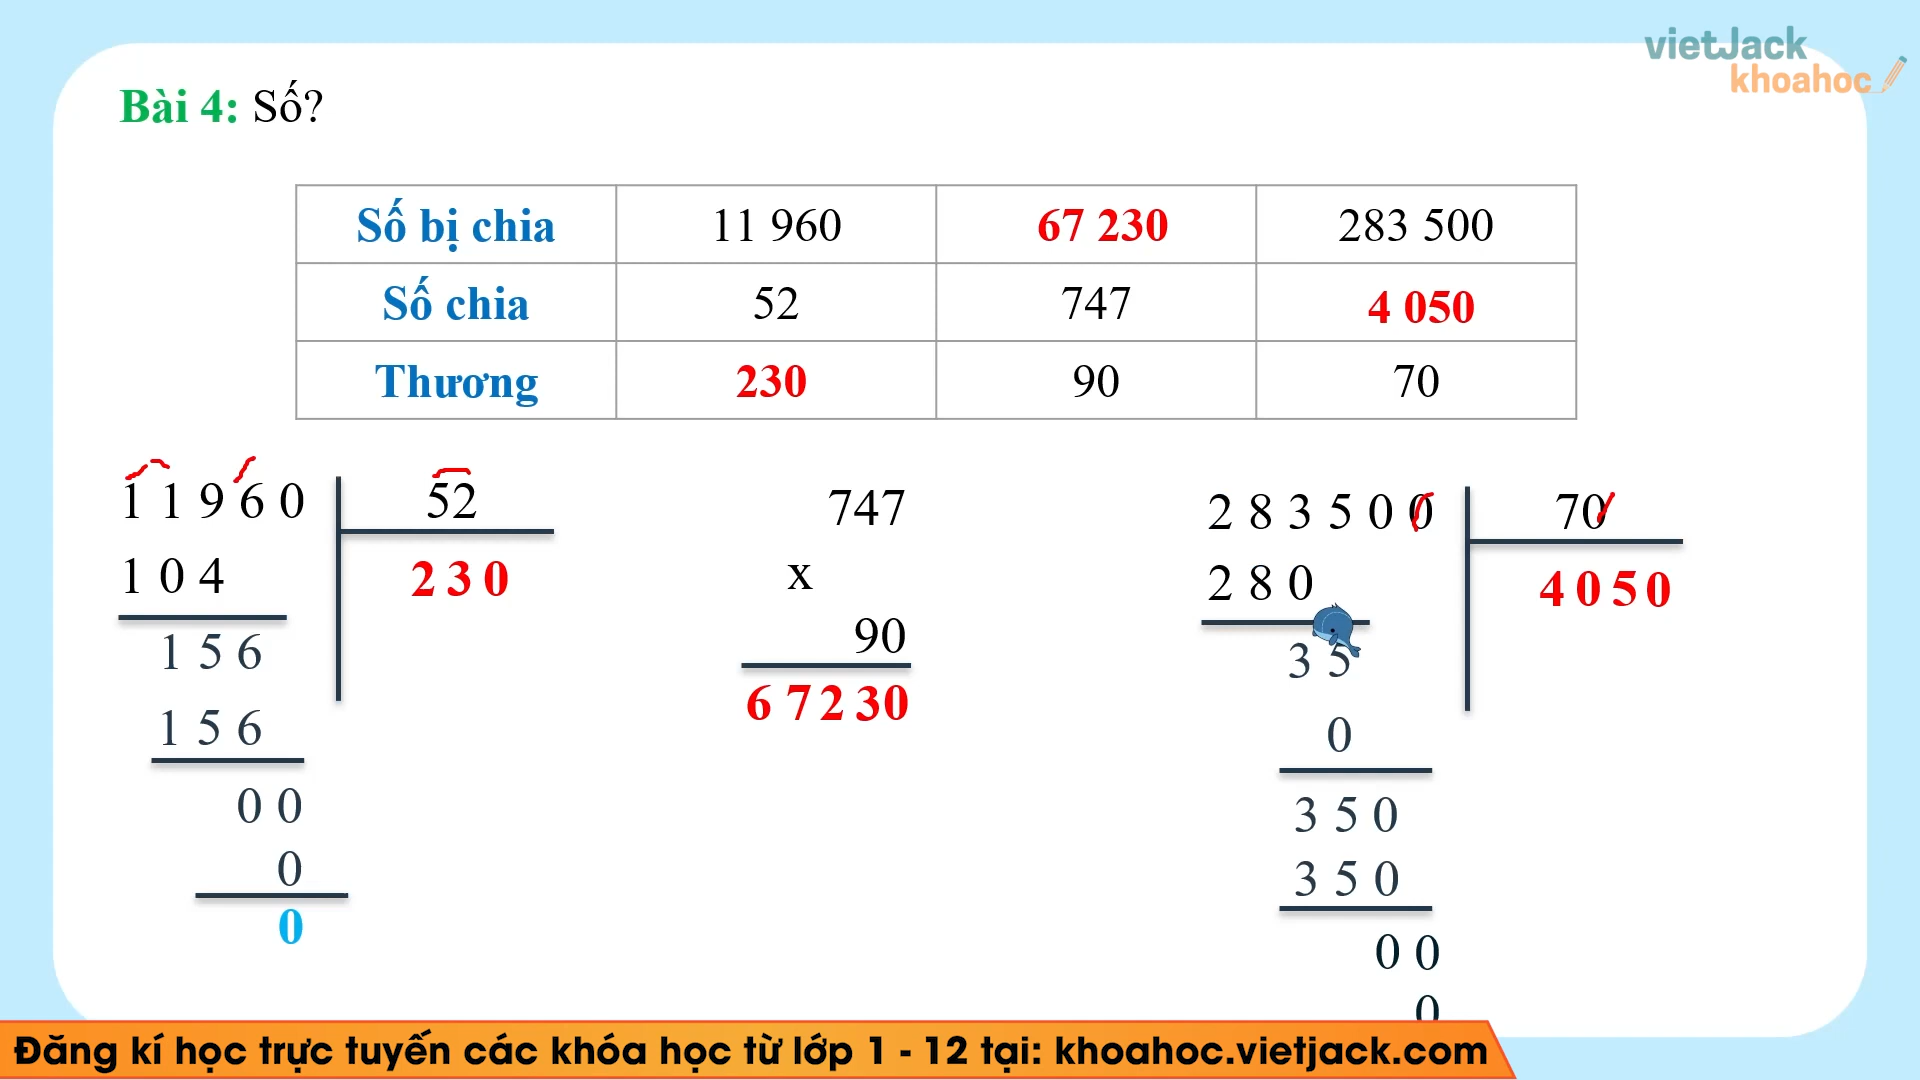 vietJack
khoahoc
Bài 4: Số?
Số bị chia 11 960 67 230 283 500
Số chia 52 747 4 050
Thương 230 90 70
1 1 9 6 0 52
1 0 4 2 3 0
1 5 6
1 5 6
0 0
0
0
747
x
90
6 7 2 3 0
2 8 3 5 0 0 70
2 8 0 4 0 5 0
3 5
0
3 5 0
3 5 0
0 0
0
Đăng kí học trực tuyến các khóa học từ lớp 1 - 12 tại: khoahoc.vietjack.com